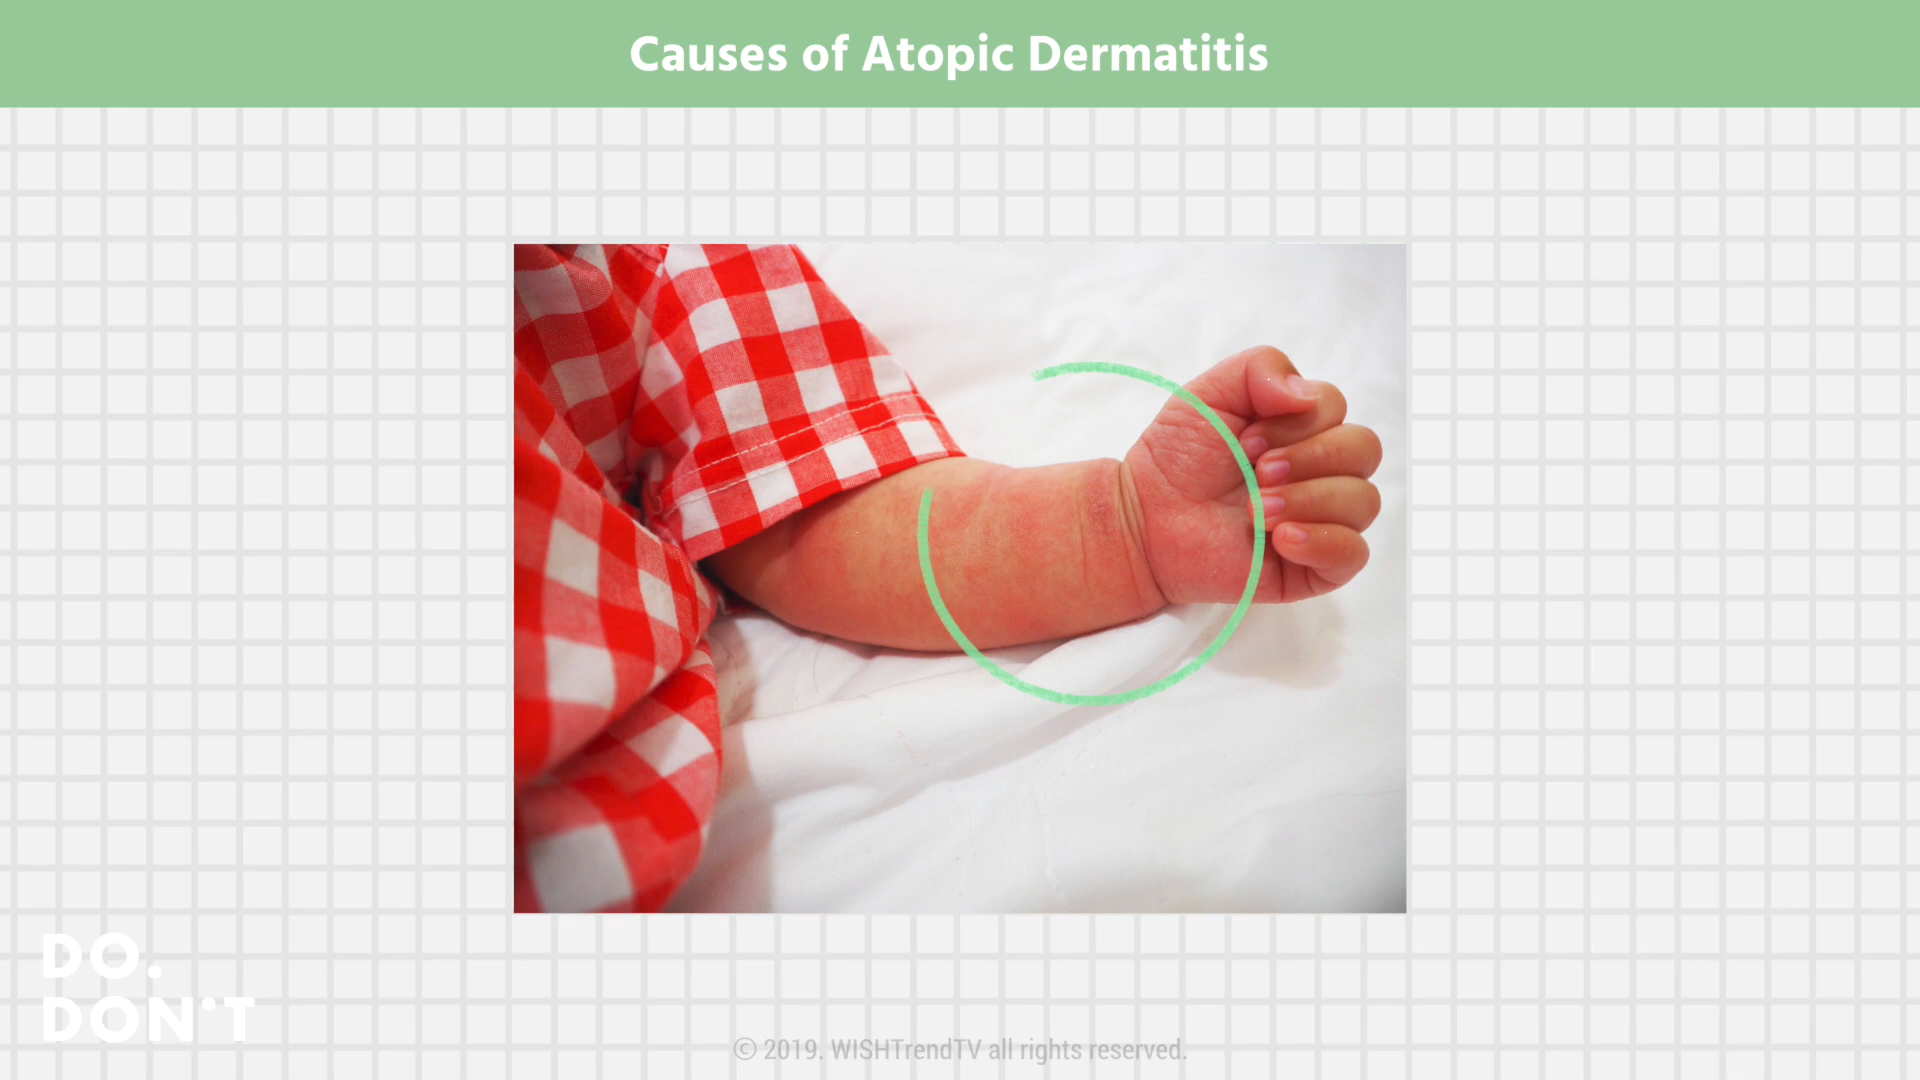 Causes of Atopic Dermatitis
DO.
DON'T
© 2019. WISHTrendTV all rights reserved.